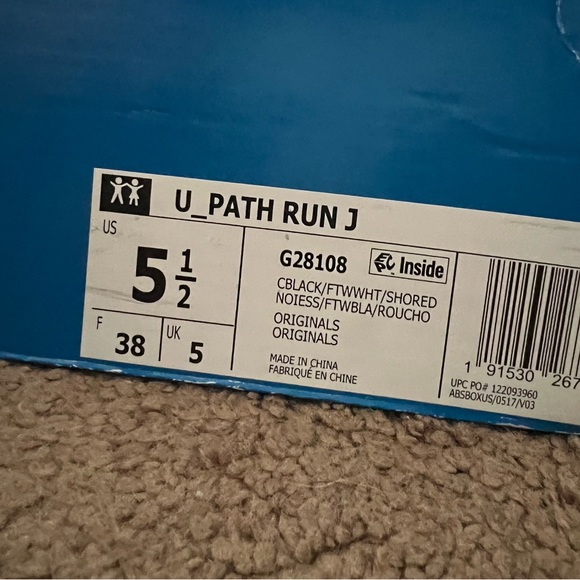 U_PATH RUN J
US
5 1/2
F
38
UK
5
G28108
Inside
CBLACK/FTWWHT/SHORED
NOIESS/FTWBLA/ROUCHO
ORIGINALS
ORIGINALS
MADE IN CHINA
FABRIQUÉ EN CHINE
1 91530 267
UPC PO# 122093960
ABSBOXUS/0517/V03